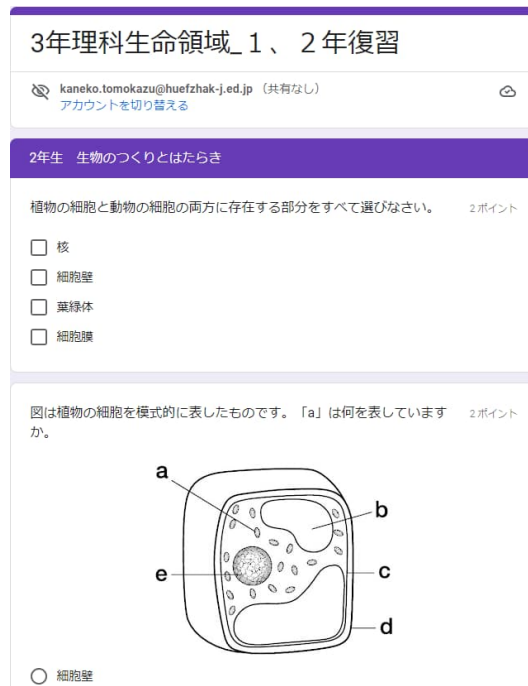 3年理科生命領域_１、２年復習
kaneko.tomokazu@huefzhak-j.ed.jp （共有なし）
アカウントを切り替える
2年生　生物のつくりとはたらき
植物の細胞と動物の細胞の両方に存在する部分をすべて選びなさい。 2 ポイント
核
細胞壁
葉緑体
細胞膜
図は植物の細胞を模式的に表したものです。「a」は何を表しています 2 ポイント
か。
a
b
e
c
d
細胞壁